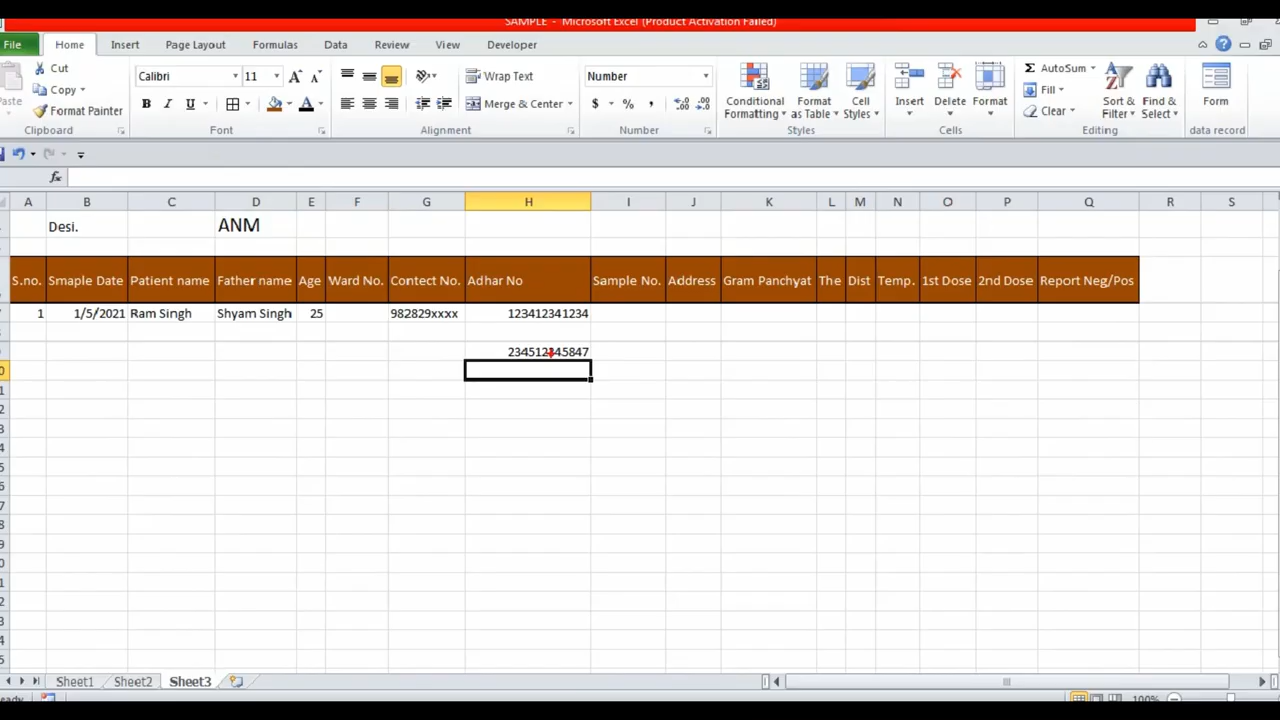 SAMPLE - Microsoft Excel (Product Activation Failed)
File Home Insert Page Layout Formulas Data Review View Developer
Cut
Copy
Format Painter
Clipboard
Calibri 11
B I U
Font
Wrap Text
Merge & Center
Alignment
Number
$ % ,
Number
Conditional Formatting
Format as Table
Cell Styles
Styles
Insert Delete Format
Cells
AutoSum
Fill
Clear
Sort & Filter
Find & Select
Editing
Form
data record
fx
A B C D E F G H I J K L M N O P Q R S
Desi. ANM
S.no. Smaple Date Patient name Father name Age Ward No. Contect No. Adhar No Sample No. Address Gram Panchyat The Dist Temp. 1st Dose 2nd Dose Report Neg/Pos
1 1/5/2021 Ram Singh Shyam Singh 25 982829xxxx 123412341234
234512345847
Sheet1 Sheet2 Sheet3
100%